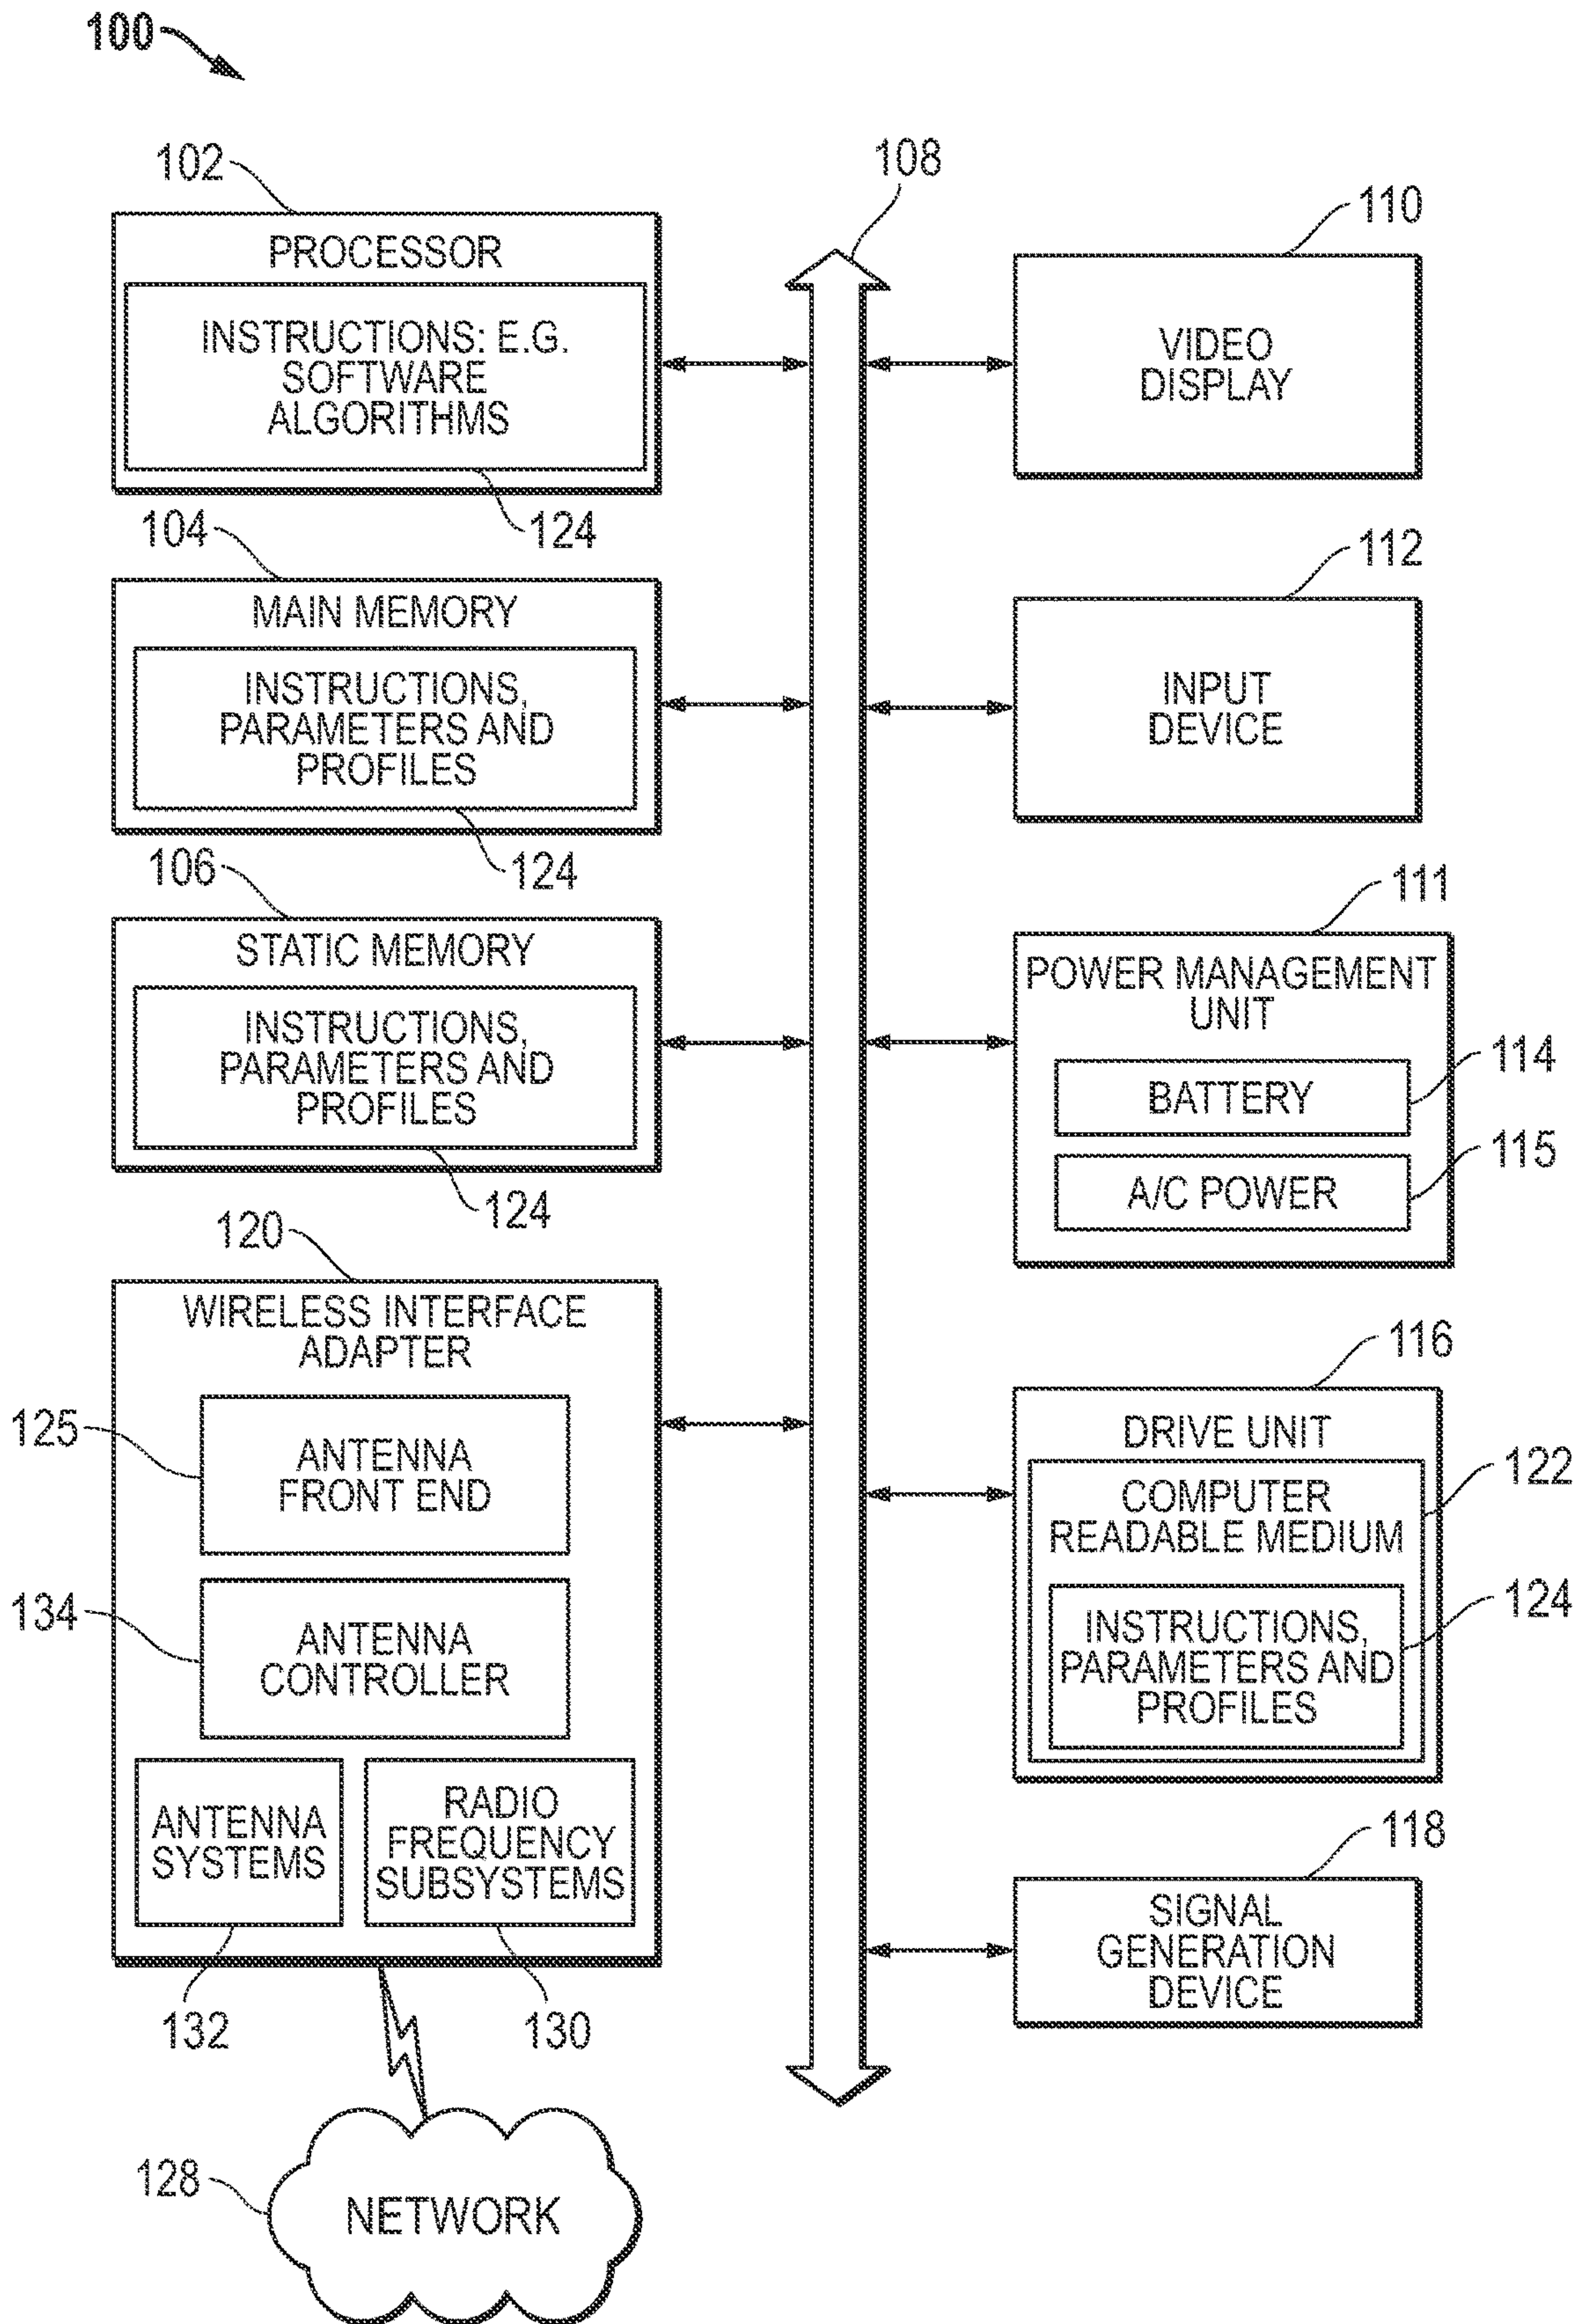 100
102
PROCESSOR
INSTRUCTIONS: E.G.
SOFTWARE
ALGORITHMS
124
104
MAIN MEMORY
INSTRUCTIONS,
PARAMETERS AND
PROFILES
124
106
STATIC MEMORY
INSTRUCTIONS,
PARAMETERS AND
PROFILES
124
120
WIRELESS INTERFACE
ADAPTER
125
ANTENNA
FRONT END
134
ANTENNA
CONTROLLER
ANTENNA
SYSTEMS
RADIO
FREQUENCY
SUBSYSTEMS
132
130
128
NETWORK
108
110
VIDEO
DISPLAY
112
INPUT
DEVICE
111
POWER MANAGEMENT
UNIT
114
BATTERY
115
A/C POWER
116
DRIVE UNIT
122
COMPUTER
READABLE MEDIUM
124
INSTRUCTIONS,
PARAMETERS AND
PROFILES
118
SIGNAL
GENERATION
DEVICE